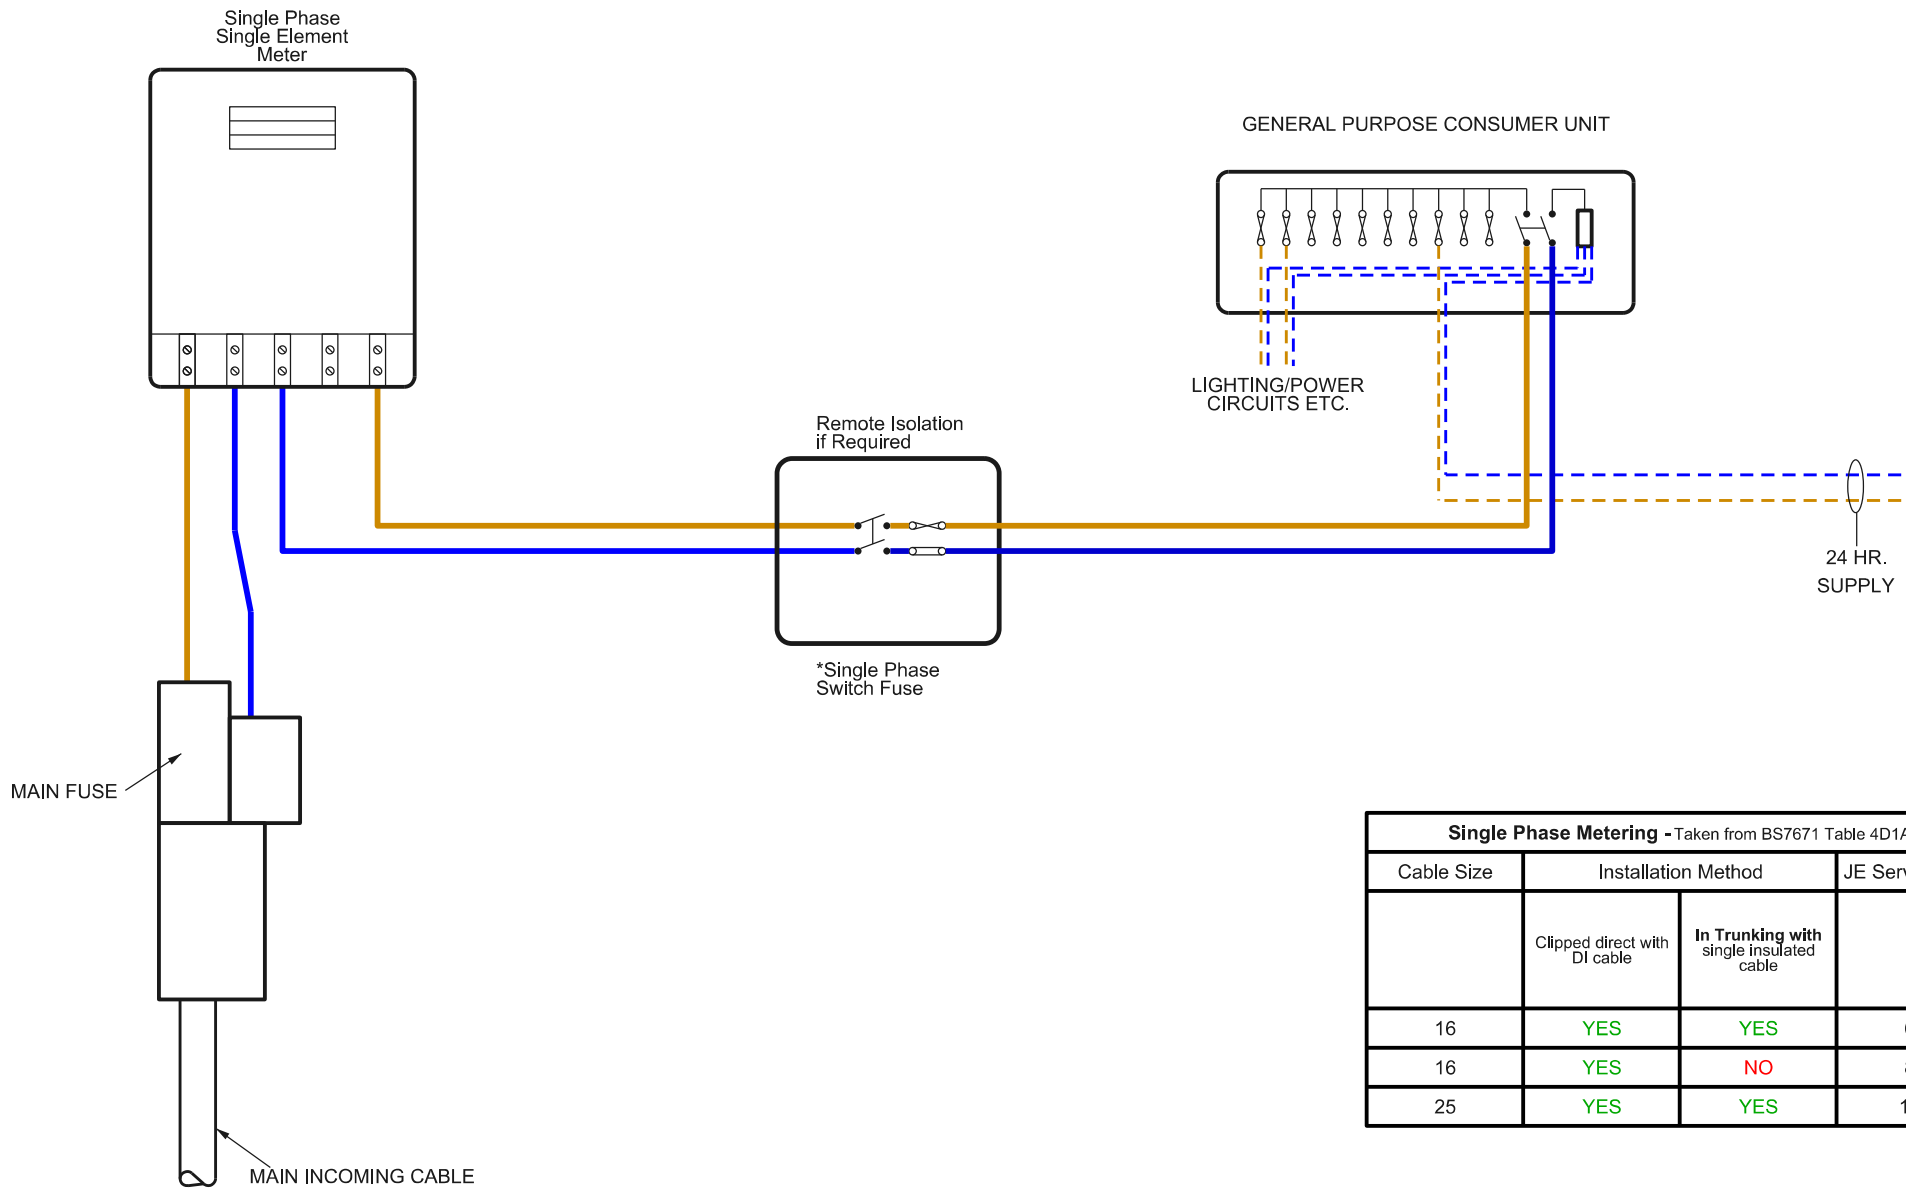 Single Phase
Single Element
Meter
GENERAL PURPOSE CONSUMER UNIT
LIGHTING/POWER
CIRCUITS ETC.
Remote Isolation
if Required
24 HR.
SUPPLY
*Single Phase
Switch Fuse
MAIN FUSE
MAIN INCOMING CABLE
Single Phase Metering - Taken from BS7671 Table 4D1A
Cable Size Installation Method JE
Clipped direct with
DI cable
In Trunking with
single insulated
cable
16 YES YES
16 YES NO
25 YES YES